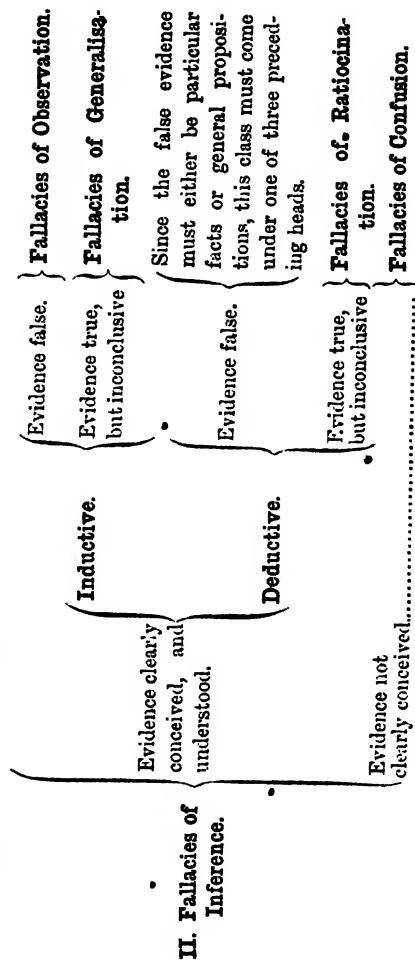 II. Fallacies of
Inference.
Evidence clearly
conceived, and
understood.
Inductive.
Evidence false.
Fallacies of Observation.
Evidence true,
but inconclusive
Fallacies of Generalisa-
tion.
Deductive.
Evidence false.
Since the false evidence
must either be particular
facts or general proposi-
tions, this class must come
under one of three preced-
ing heads.
Evidence true,
but inconclusive
Fallacies of Ratiocina-
tion.
Evidence not
clearly conceived
Fallacies of Confusion.